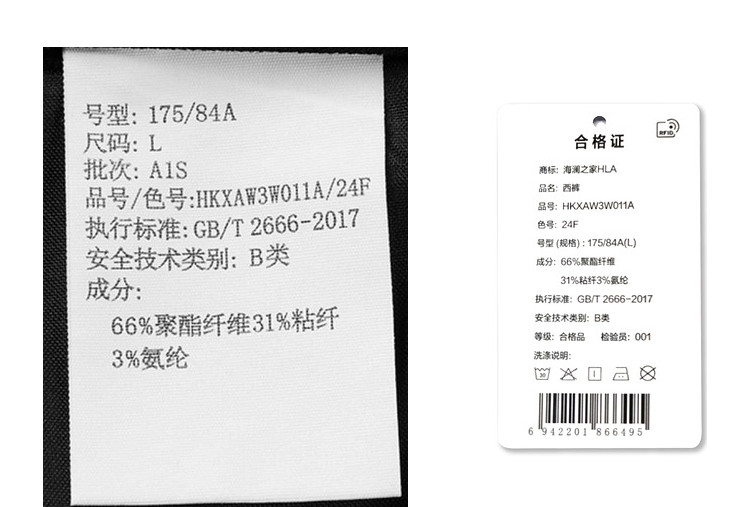 号型: 175/84A
尺码: L
批次: A1S
品号/色号:HKXAW3W011A/24F
执行标准:GB/T 2666-2017
安全技术类别: B类
成分:
66%聚酯纤维31%粘纤
3%氨纶
RFID
合格证
商标: 海澜之家HLA
品名: 西裤
品号: HKXAW3W011A
色号: 24F
号型 (规格) : 175/84A(L)
成分: 66%聚酯纤维
31%粘纤3%氨纶
执行标准: GB/T 2666-2017
安全技术类别: B类
等级: 合格品 检验员: 001
洗涤说明:
30
6 942201 866495